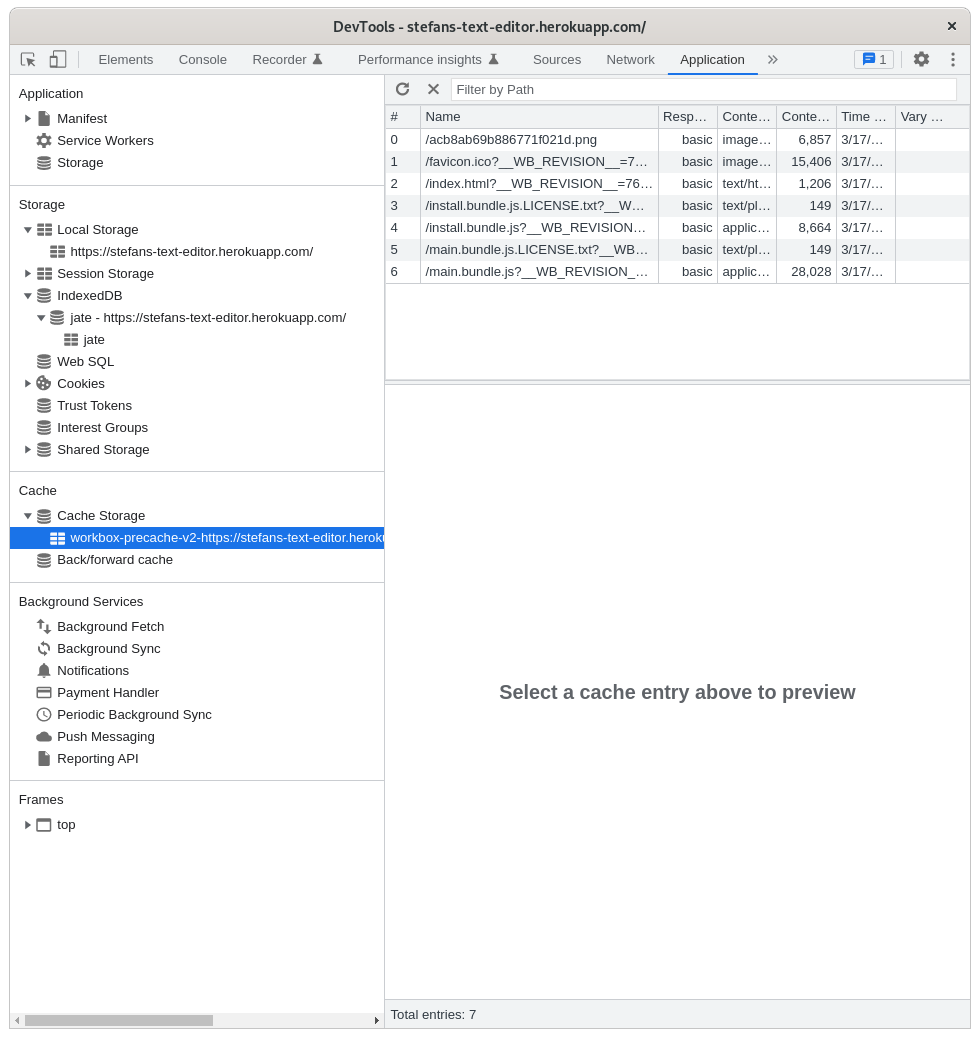 DevTools - stefans-text-editor.herokuapp.com/
Elements Console Recorder Performance insights Sources Network Application 1
Application
Manifest
Service Workers
Storage
Storage
Local Storage
https://stefans-text-editor.herokuapp.com/
Session Storage
IndexedDB
jate - https://stefans-text-editor.herokuapp.com/
jate
Web SQL
Cookies
Trust Tokens
Interest Groups
Shared Storage
Cache
Cache Storage
workbox-precache-v2-https://stefans-text-editor.heroku
Back/forward cache
Background Services
Background Fetch
Background Sync
Notifications
Payment Handler
Periodic Background Sync
Push Messaging
Reporting API
Frames
top
Filter by Path
# Name Resp… Conte… Conte… Time … Vary …
0 /acb8ab69b886771f021d.png basic image… 6,857 3/17/…
1 /favicon.ico?__WB_REVISION__=7… basic image… 15,406 3/17/…
2 /index.html?__WB_REVISION__=76… basic text/ht… 1,206 3/17/…
3 /install.bundle.js.LICENSE.txt?__W… basic text/pl… 149 3/17/…
4 /install.bundle.js?__WB_REVISION… basic applic… 8,664 3/17/…
5 /main.bundle.js.LICENSE.txt?__WB… basic text/pl… 149 3/17/…
6 /main.bundle.js?__WB_REVISION_… basic applic… 28,028 3/17/…
Select a cache entry above to preview
Total entries: 7